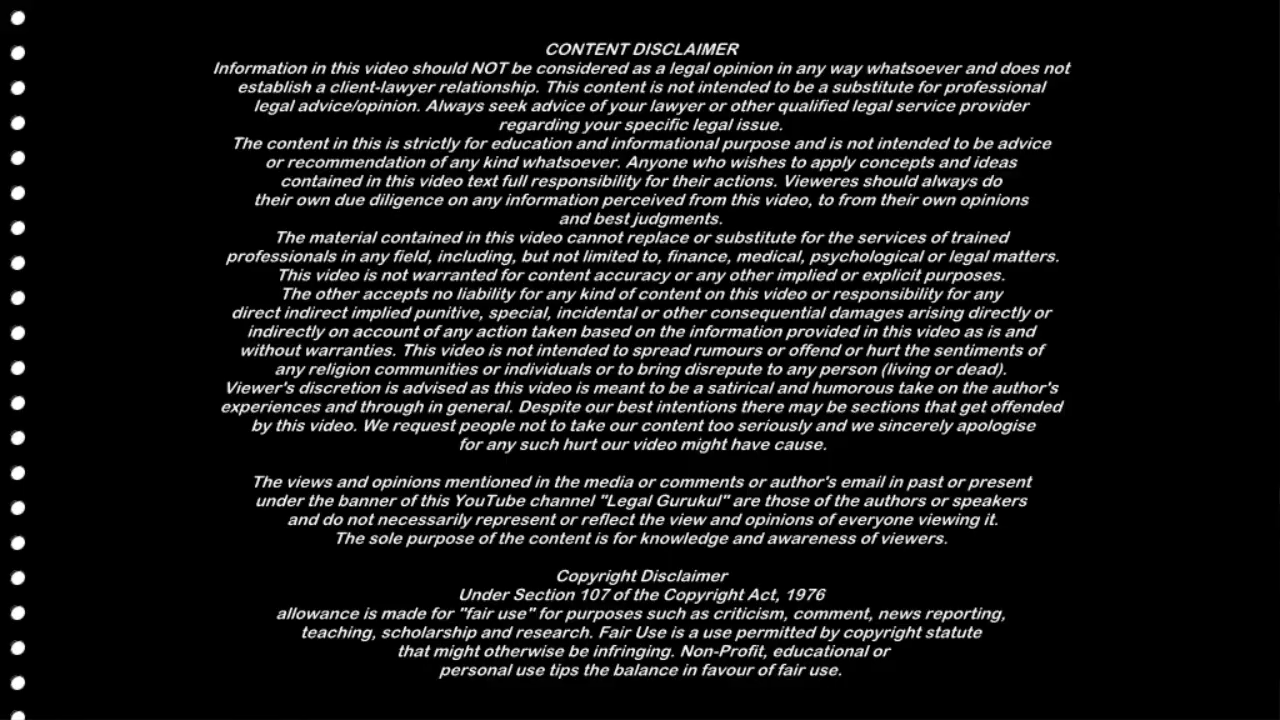 CONTENT DISCLAIMER
Information in this video should NOT be considered as a legal opinion in any way whatsoever and does not
establish a client-lawyer relationship. This content is not intended to be a substitute for professional
legal advice/opinion. Always seek advice of your lawyer or other qualified legal service provider
regarding your specific legal issue.
The content in this is strictly for education and informational purpose and is not intended to be advice
or recommendation of any kind whatsoever. Anyone who wishes to apply concepts and ideas
contained in this video text full responsibility for their actions. Vieweres should always do
their own due diligence on any information perceived from this video, to from their own opinions
and best judgments.
The material contained in this video cannot replace or substitute for the services of trained
professionals in any field, including, but not limited to, finance, medical, psychological or legal matters.
This video is not warranted for content accuracy or any other implied or explicit purposes.
The other accepts no liability for any kind of content on this video or responsibility for any
direct indirect implied punitive, special, incidental or other consequential damages arising directly or
indirectly on account of any action taken based on the information provided in this video as is and
without warranties. This video is not intended to spread rumours or offend or hurt the sentiments of
any religion communities or individuals or to bring disrepute to any person (living or dead).
Viewer's discretion is advised as this video is meant to be a satirical and humorous take on the author's
experiences and through in general. Despite our best intentions there may be sections that get offended
by this video. We request people not to take our content too seriously and we sincerely apologise
for any such hurt our video might have cause.
The views and opinions mentioned in the media or comments or author's email in past or present
under the banner of this YouTube channel "Legal Gurukul" are those of the authors or speakers
and do not necessarily represent or reflect the view and opinions of everyone viewing it.
The sole purpose of the content is for knowledge and awareness of viewers.
Copyright Disclaimer
Under Section 107 of the Copyright Act, 1976
allowance is made for "fair use" for purposes such as criticism, comment, news reporting,
teaching, scholarship and research. Fair Use is a use permitted by copyright statute
that might otherwise be infringing. Non-Profit, educational or
personal use tips the balance in favour of fair use.